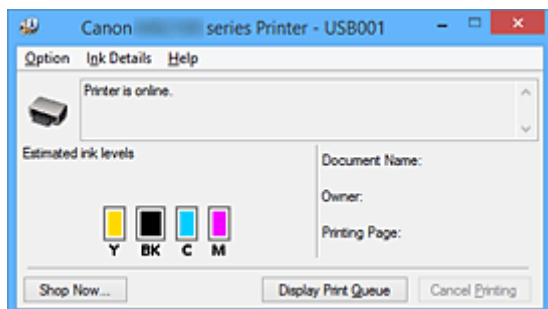 Canon series Printer - USB001
Option Ink Details Help
Printer is online.
Estimated ink levels
Document Name:
Owner:
Printing Page:
Y BK C M
Shop Now... Display Print Queue Cancel Printing